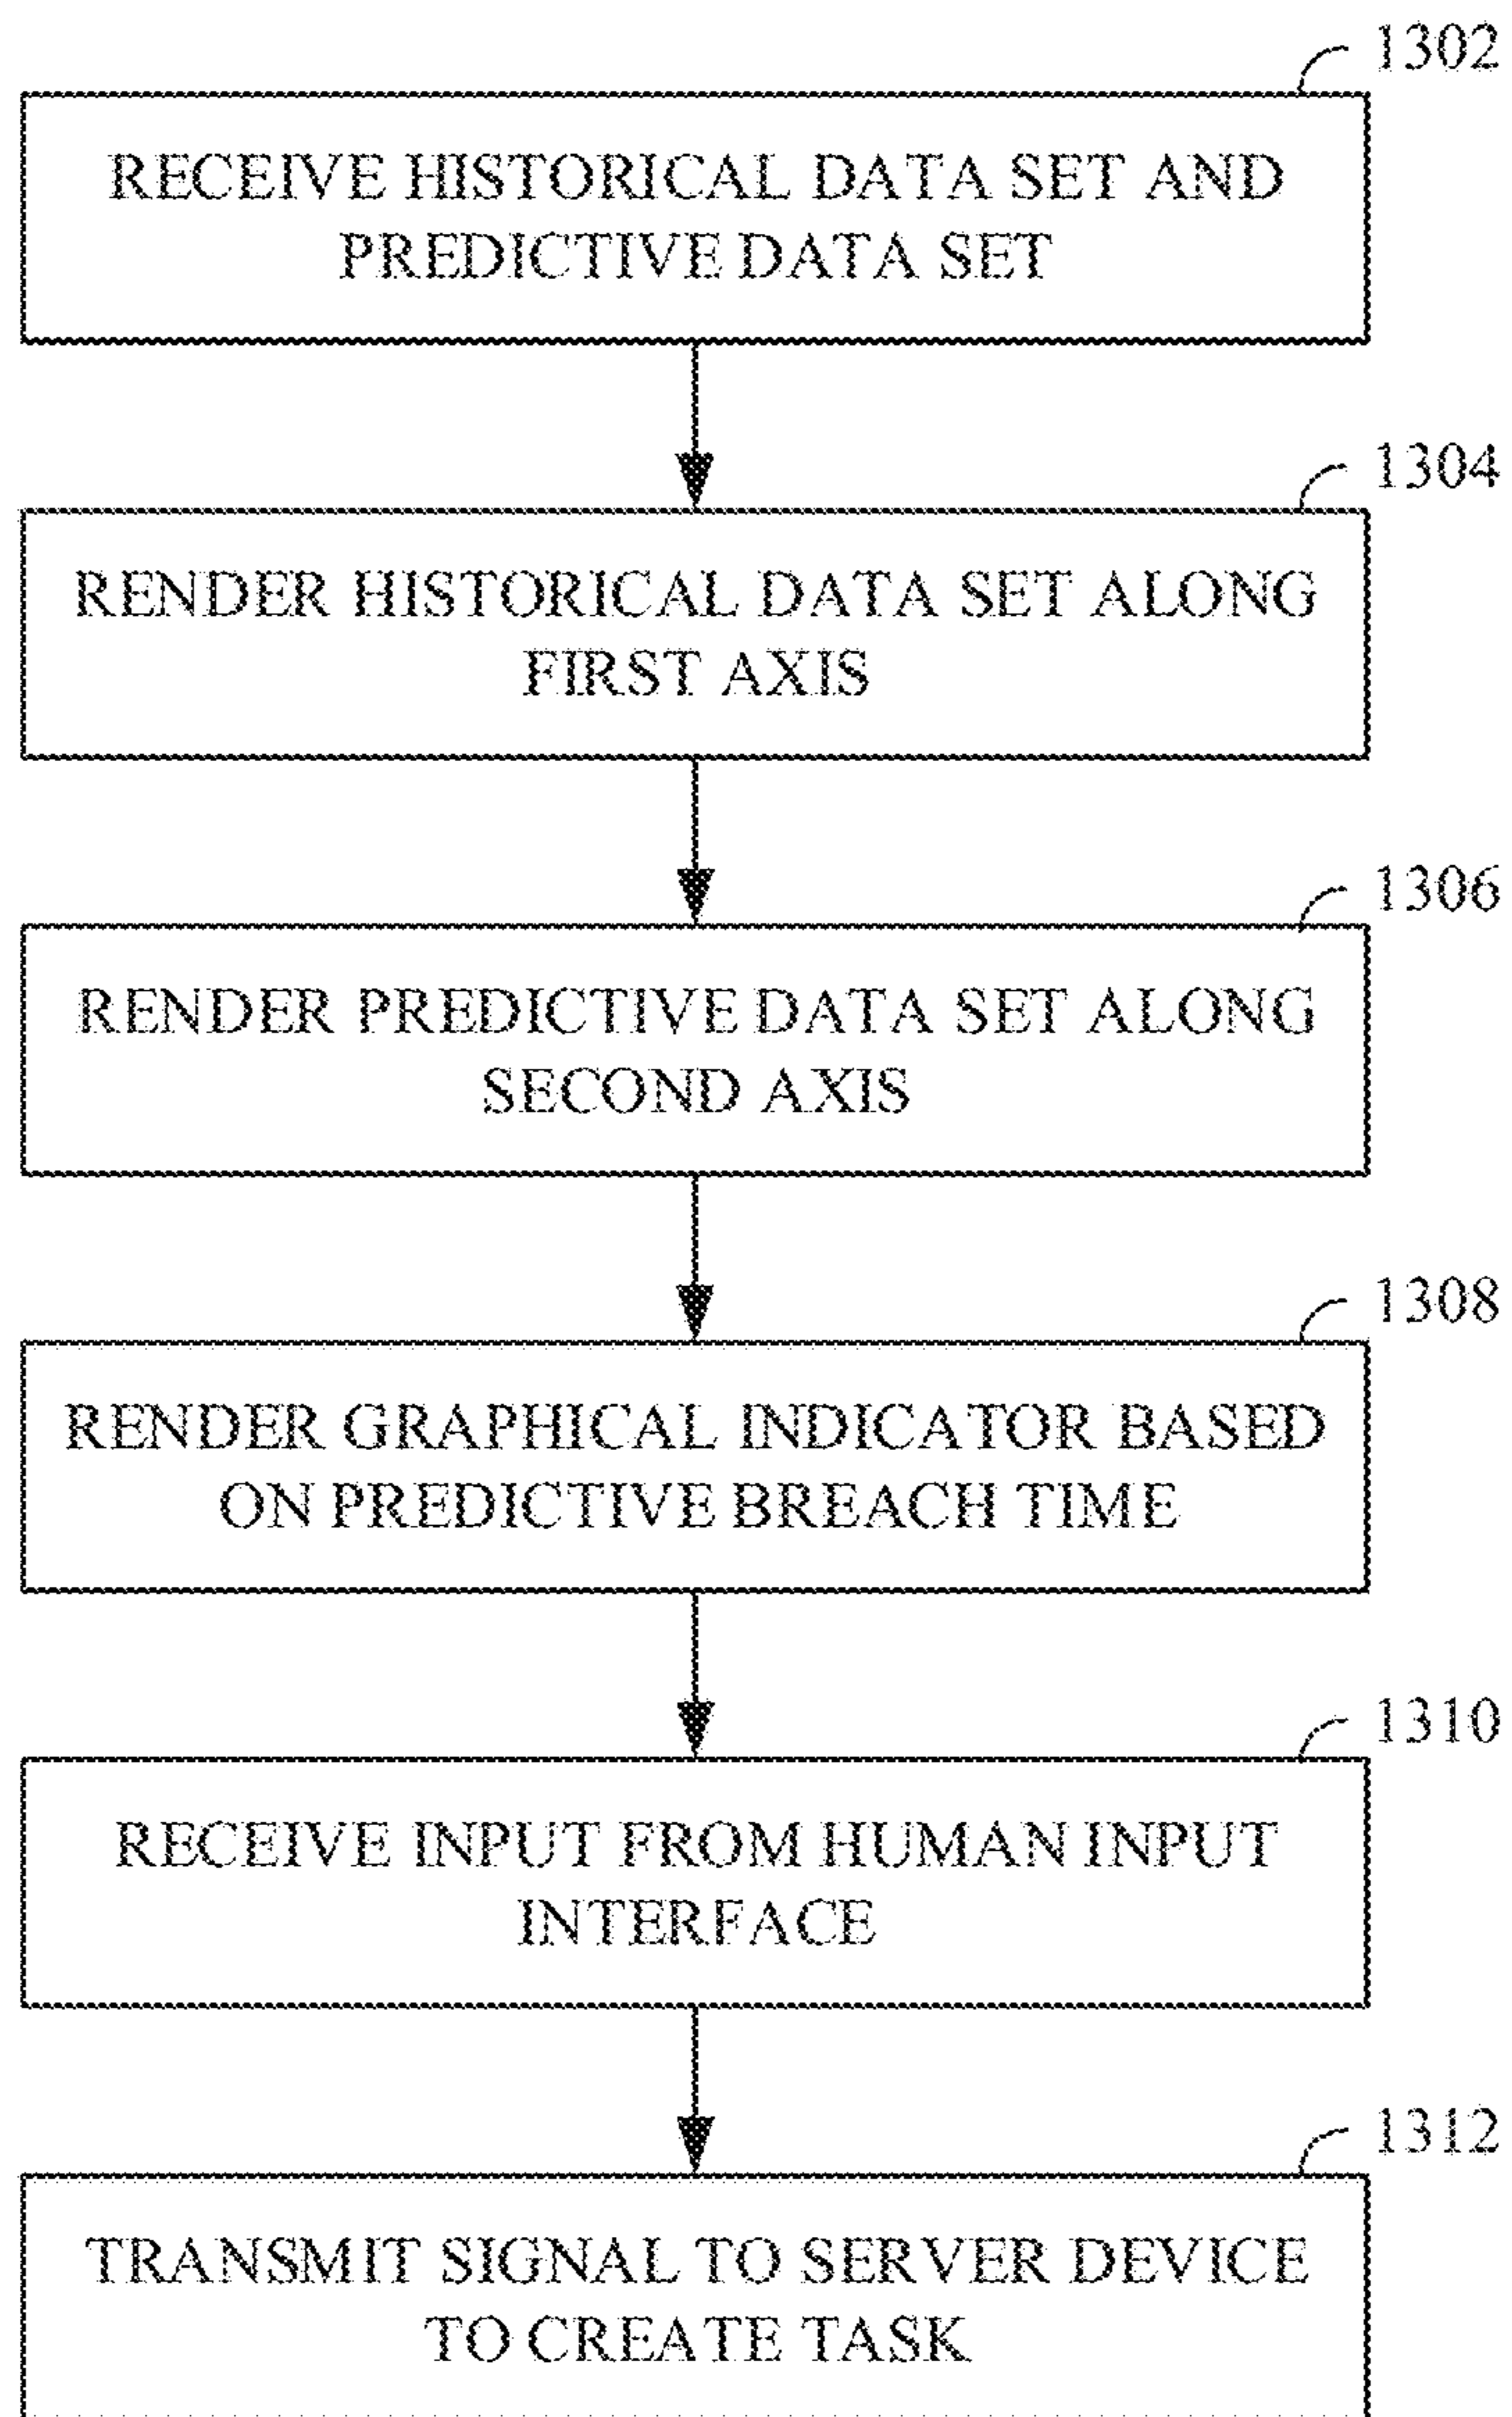 1302
RECEIVE HISTORICAL DATA SET AND
PREDICTIVE DATA SET
1304
RENDER HISTORICAL DATA SET ALONG
FIRST AXIS
1306
RENDER PREDICTIVE DATA SET ALONG
SECOND AXIS
1308
RENDER GRAPHICAL INDICATOR BASED
ON PREDICTIVE BREACH TIME
1310
RECEIVE INPUT FROM HUMAN INPUT
INTERFACE
1312
TRANSMIT SIGNAL TO SERVER DEVICE
TO CREATE TASK